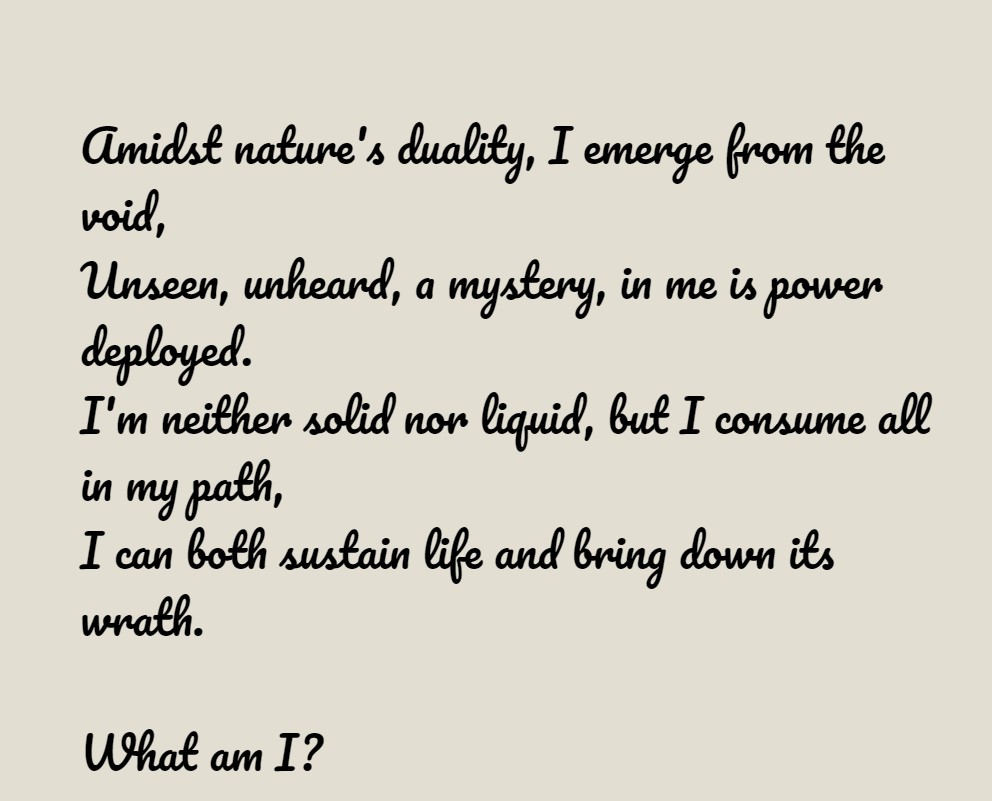 Amidst nature's duality, I emerge from the
void,
Unseen, unheard, a mystery, in me is power
deployed.
I'm neither solid nor liquid, but I consume all
in my path,
I can both sustain life and bring down its
wrath.
What am I?